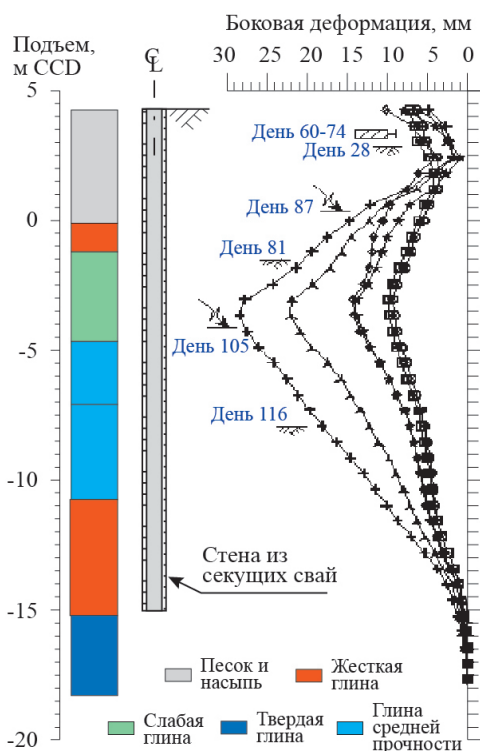 Боковая деформация, мм
Подъем,
м CCD
℄
30 25 20 15 10 5 0
5
День 60-74
День 28
День 87
0
День 81
-5
День 105
День 116
-10
Стена из
секущих свай
-15
Песок и
насыпь
Жесткая
глина
Слабая
глина
Твердая
глина
Глина
средней
прочности
-20